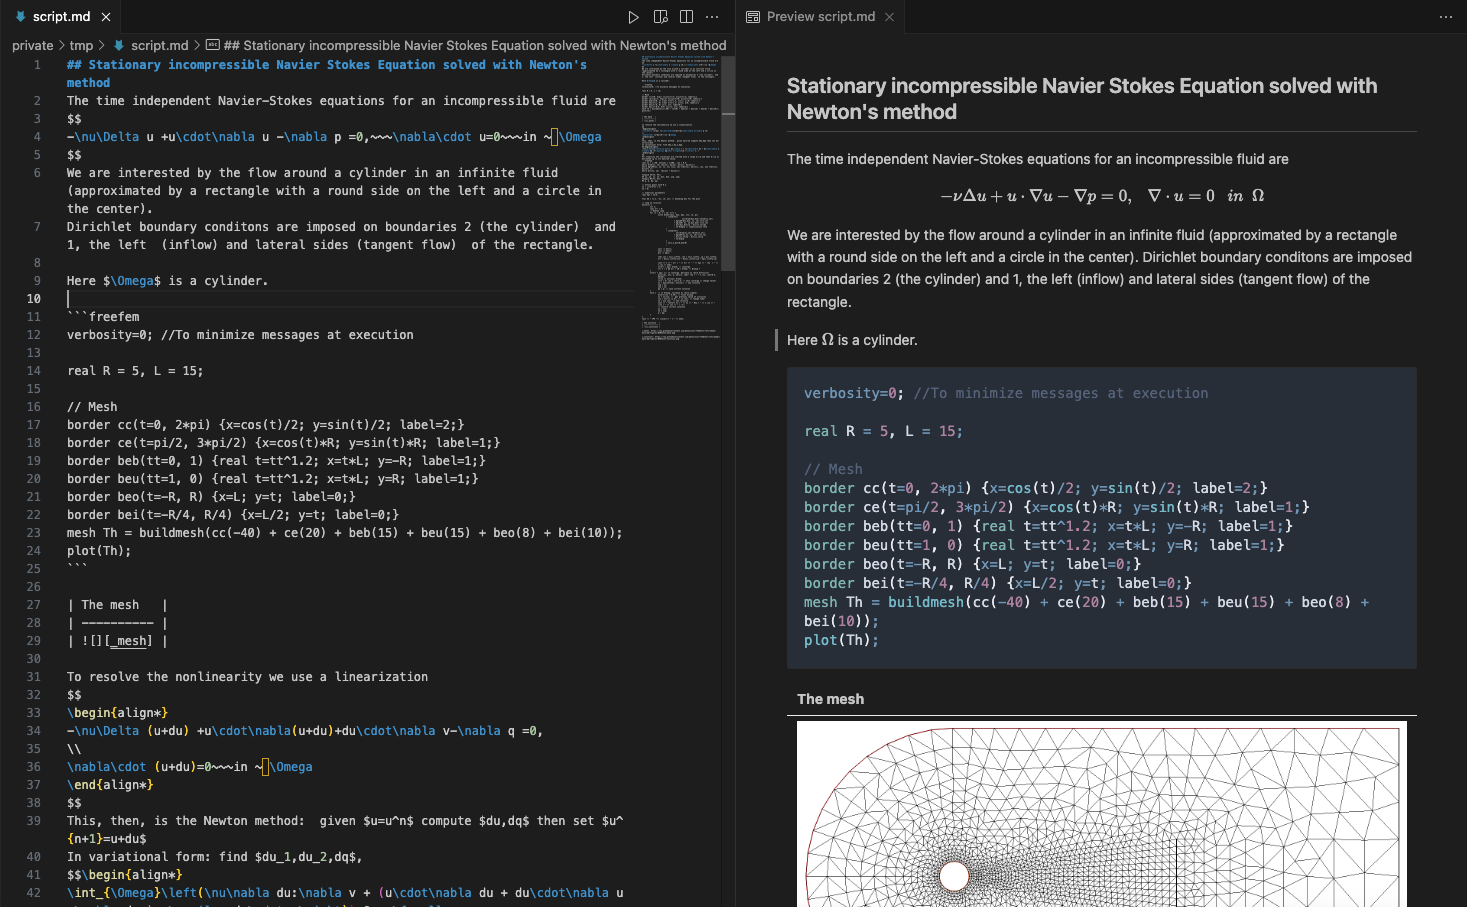 script.md
private > tmp > script.md > ## Stationary incompressible Navier Stokes Equation solved with Newton's method
1 ## Stationary incompressible Navier Stokes Equation solved with Newton's
method
2 The time independent Navier-Stokes equations for an incompressible fluid are
3 $$
4 -\nu\Delta u +u\cdot\nabla u -\nabla p =0,~~~\nabla\cdot u=0~~~in ~\Omega
5 $$
6 We are interested by the flow around a cylinder in an infinite fluid
(approximated by a rectangle with a round side on the left and a circle in
the center).
7 Dirichlet boundary conditons are imposed on boundaries 2 (the cylinder)  and
1, the left  (inflow) and lateral sides (tangent flow)  of the rectangle.
8
9 Here $\Omega$ is a cylinder.
10
11 ```freefem
12 verbosity=0; //To minimize messages at execution
13
14 real R = 5, L = 15;
15
16 // Mesh
17 border cc(t=0, 2*pi) {x=cos(t)/2; y=sin(t)/2; label=2;}
18 border ce(t=pi/2, 3*pi/2) {x=cos(t)*R; y=sin(t)*R; label=1;}
19 border beb(tt=0, 1) {real t=tt^1.2; x=t*L; y=-R; label=1;}
20 border beu(tt=1, 0) {real t=tt^1.2; x=t*L; y=R; label=1;}
21 border beo(t=-R, R) {x=L; y=t; label=0;}
22 border bei(t=-R/4, R/4) {x=L/2; y=t; label=0;}
23 mesh Th = buildmesh(cc(-40) + ce(20) + beb(15) + beu(15) + beo(8) + bei(10));
24 plot(Th);
25 ```
26
27 | The mesh   |
28 | ---------- |
29 | ![][_mesh] |
30
31 To resolve the nonlinearity we use a linearization
32 $$
33 \begin{align*}
34 -\nu\Delta (u+du) +u\cdot\nabla(u+du)+du\cdot\nabla v-\nabla q =0,
35 \\
36 \nabla\cdot (u+du)=0~~~in ~\Omega
37 \end{align*}
38 $$
39 This, then, is the Newton method:  given $u=u^n$ compute $du,dq$ then set $u^
{n+1}=u+du$
40 In variational form: find $du_1,du_2,dq$,
41 $$\begin{align*}
42 \int_{\Omega}\left(\nu\nabla du:\nabla v + (u\cdot\nabla du + du\cdot\nabla u
Preview script.md
Stationary incompressible Navier Stokes Equation solved with
Newton's method
The time independent Navier-Stokes equations for an incompressible fluid are
−νΔu + u · ∇u − ∇p = 0,   ∇ · u = 0   in  Ω
We are interested by the flow around a cylinder in an infinite fluid (approximated by a rectangle
with a round side on the left and a circle in the center). Dirichlet boundary conditons are imposed
on boundaries 2 (the cylinder) and 1, the left (inflow) and lateral sides (tangent flow) of the
rectangle.
Here Ω is a cylinder.
verbosity=0; //To minimize messages at execution
real R = 5, L = 15;
// Mesh
border cc(t=0, 2*pi) {x=cos(t)/2; y=sin(t)/2; label=2;}
border ce(t=pi/2, 3*pi/2) {x=cos(t)*R; y=sin(t)*R; label=1;}
border beb(tt=0, 1) {real t=tt^1.2; x=t*L; y=-R; label=1;}
border beu(tt=1, 0) {real t=tt^1.2; x=t*L; y=R; label=1;}
border beo(t=-R, R) {x=L; y=t; label=0;}
border bei(t=-R/4, R/4) {x=L/2; y=t; label=0;}
mesh Th = buildmesh(cc(-40) + ce(20) + beb(15) + beu(15) + beo(8) +
bei(10));
plot(Th);
The mesh